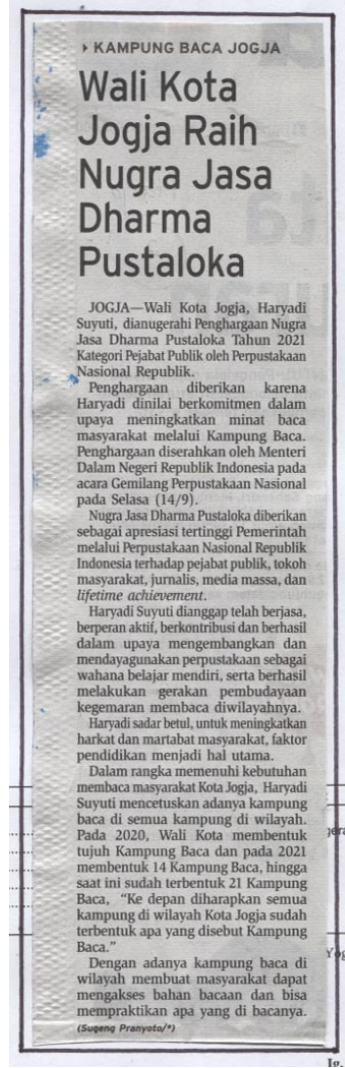 KAMPUNG BACA JOGJA
Wali Kota
Jogja Raih
Nugra Jasa
Dharma
Pustaloka
JOGJA—Wali Kota Jogja, Haryadi
Suyuti, dianugerahi Penghargaan Nugra
Jasa Dharma Pustaloka Tahun 2021
Kategori Pejabat Publik oleh Perpustakaan
Nasional Republik.
Penghargaan diberikan karena
Haryadi dinilai berkomitmen dalam
upaya meningkatkan minat baca
masyarakat melalui Kampung Baca.
Penghargaan diserahkan oleh Menteri
Dalam Negeri Republik Indonesia pada
acara Gemilang Perpustakaan Nasional
pada Selasa (14/9).
Nugra Jasa Dharma Pustaloka diberikan
sebagai apresiasi tertinggi Pemerintah
melalui Perpustakaan Nasional Republik
Indonesia terhadap pejabat publik, tokoh
masyarakat, jurnalis, media massa, dan
lifetime achievement.
Haryadi Suyuti dianggap telah berjasa,
berperan aktif, berkontribusi dan berhasil
dalam upaya mengembangkan dan
mendayagunakan perpustakaan sebagai
wahana belajar mendiri, serta berhasil
melakukan gerakan pembudayaan
kegemaran membaca diwilayahnya.
Haryadi sadar betul, untuk meningkatkan
harkat dan martabat masyarakat, faktor
pendidikan menjadi hal utama.
Dalam rangka memenuhi kebutuhan
membaca masyarakat Kota Jogja, Haryadi
Suyuti mencetuskan adanya kampung
baca di semua kampung di wilayah.
Pada 2020, Wali Kota membentuk
tujuh Kampung Baca dan pada 2021
membentuk 14 Kampung Baca, hingga
saat ini sudah terbentuk 21 Kampung
Baca, “Ke depan diharapkan semua
kampung di wilayah Kota Jogja sudah
terbentuk apa yang disebut Kampung
Baca.”
Dengan adanya kampung baca di
wilayah membuat masyarakat dapat
mengakses bahan bacaan dan bisa
mempraktikan apa yang di bacanya.
(Sugeng Pranyoto/*)
Ig.